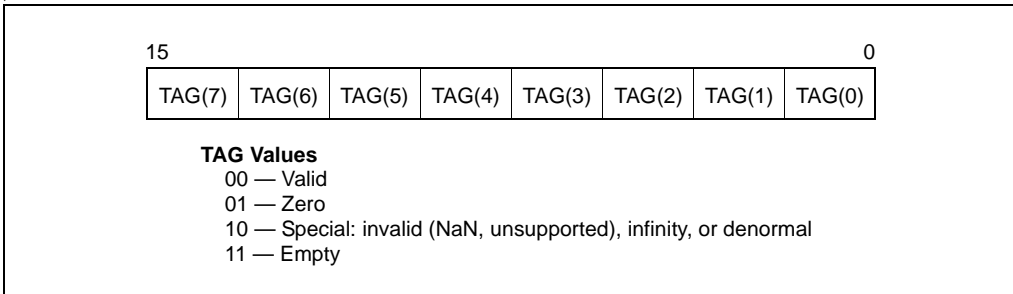 15 0
TAG(7) TAG(6) TAG(5) TAG(4) TAG(3) TAG(2) TAG(1) TAG(0)
TAG Values
00 — Valid
01 — Zero
10 — Special: invalid (NaN, unsupported), infinity, or denormal
11 — Empty